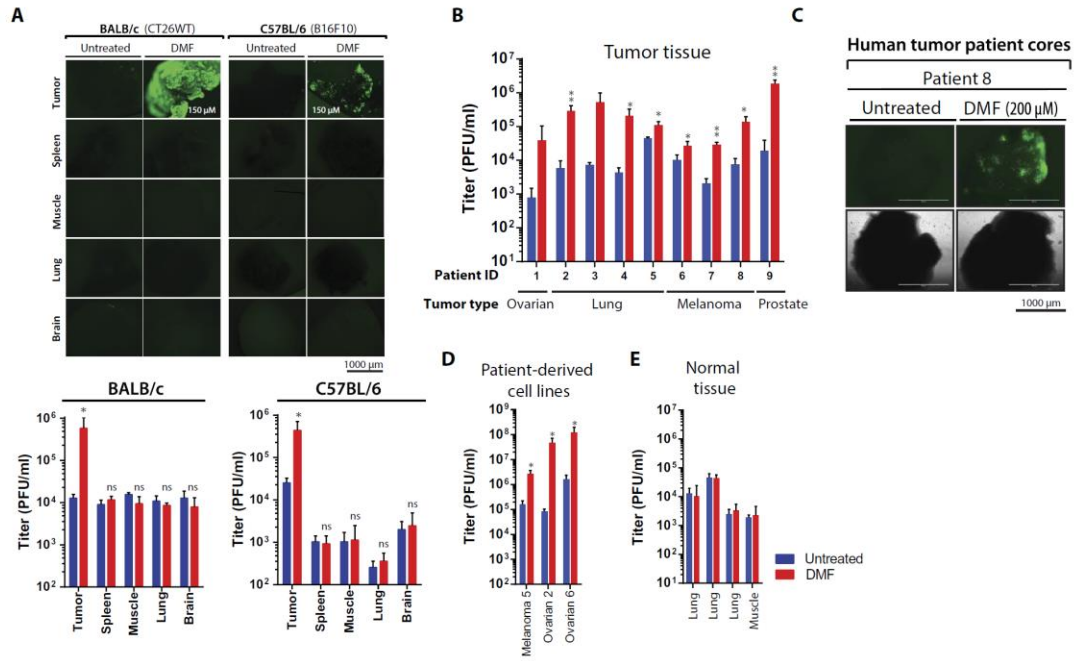 A
BALB/c (CT26WT)
C57BL/6 (B16F10)
Untreated
DMF
Untreated
DMF
Tumor
150 µM
150 µM
Spleen
Muscle
Lung
Brain
1000 µm
BALB/c
Titer (PFU/ml)
10⁶
10⁵
10⁴
10³
10²
*
ns
ns
ns
ns
Tumor
Spleen
Muscle
Lung
Brain
C57BL/6
Titer (PFU/ml)
10⁶
10⁵
10⁴
10³
10²
*
ns
ns
ns
ns
Tumor
Spleen
Muscle
Lung
Brain
B
Tumor tissue
Titer (PFU/ml)
10⁷
10⁶
10⁵
10⁴
10³
10²
10¹
**
*
*
*
**
*
**
Patient ID 1 2 3 4 5 6 7 8 9
Tumor type Ovarian Lung Melanoma Prostate
C
Human tumor patient cores
Patient 8
Untreated
DMF (200 µM)
1000 µm
D
Patient-derived
cell lines
Titer (PFU/ml)
10⁹
10⁸
10⁷
10⁶
10⁵
10⁴
10³
10²
*
*
*
Melanoma 5
Ovarian 2
Ovarian 6
E
Normal
tissue
Titer (PFU/ml)
10⁷
10⁶
10⁵
10⁴
10³
10²
10¹
Lung
Lung
Lung
Muscle
Untreated
DMF